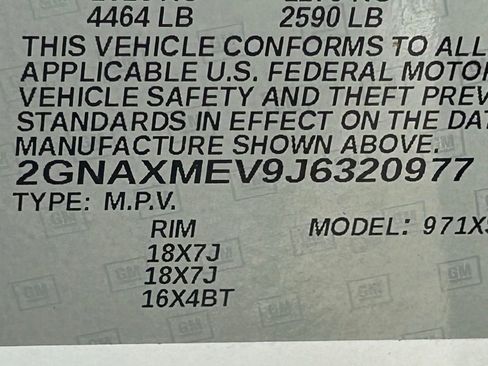 4464 LB 2590 LB
THIS VEHICLE CONFORMS TO ALL
APPLICABLE U.S. FEDERAL MOTOR
VEHICLE SAFETY AND THEFT PREV
STANDARDS IN EFFECT ON THE DAT
MANUFACTURE SHOWN ABOVE.
2GNAXMEV9J6320977
TYPE: M.P.V.
RIM MODEL: 971X
18X7J
18X7J
16X4BT
GM